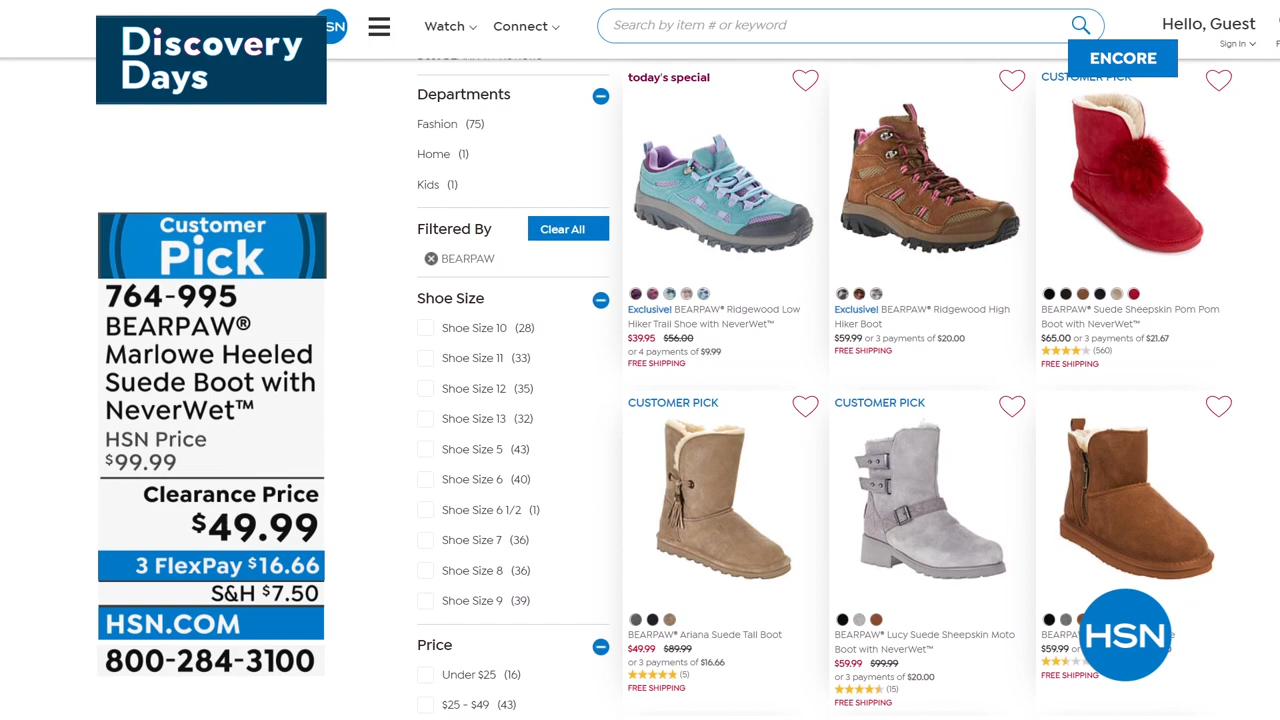 Discovery
Days
SN
Watch
Connect
Search by item # or keyword
Hello, Guest
Sign In
ENCORE
Customer
Pick
764-995
BEARPAW®
Marlowe Heeled
Suede Boot with
NeverWet™
HSN Price
$99.99
Clearance Price
$49.99
3 FlexPay $16.66
S&H $7.50
HSN.COM
800-284-3100
Departments
Fashion (75)
Home (1)
Kids (1)
Filtered By
Clear All
BEARPAW
Shoe Size
Shoe Size 10 (28)
Shoe Size 11 (33)
Shoe Size 12 (35)
Shoe Size 13 (32)
Shoe Size 5 (43)
Shoe Size 6 (40)
Shoe Size 6 1/2 (1)
Shoe Size 7 (36)
Shoe Size 8 (36)
Shoe Size 9 (39)
Price
Under $25 (16)
$25 - $49 (43)
today's special
Exclusive! BEARPAW® Ridgewood Low
Hiker Trail Shoe with NeverWet™
$39.95 $56.00
or 4 payments of $9.99
FREE SHIPPING
Exclusive! BEARPAW® Ridgewood High
Hiker Boot
$59.99 or 3 payments of $20.00
FREE SHIPPING
CUSTOMER PICK
BEARPAW® Suede Sheepskin Pom Pom
Boot with NeverWet™
$65.00 or 3 payments of $21.67
(560)
FREE SHIPPING
CUSTOMER PICK
BEARPAW® Ariana Suede Tall Boot
$49.99 $89.99
or 3 payments of $16.66
(5)
FREE SHIPPING
CUSTOMER PICK
BEARPAW® Lucy Suede Sheepskin Moto
Boot with NeverWet™
$59.99 $99.99
or 3 payments of $20.00
(15)
FREE SHIPPING
$59.99 or
FREE SHIPPING
HSN